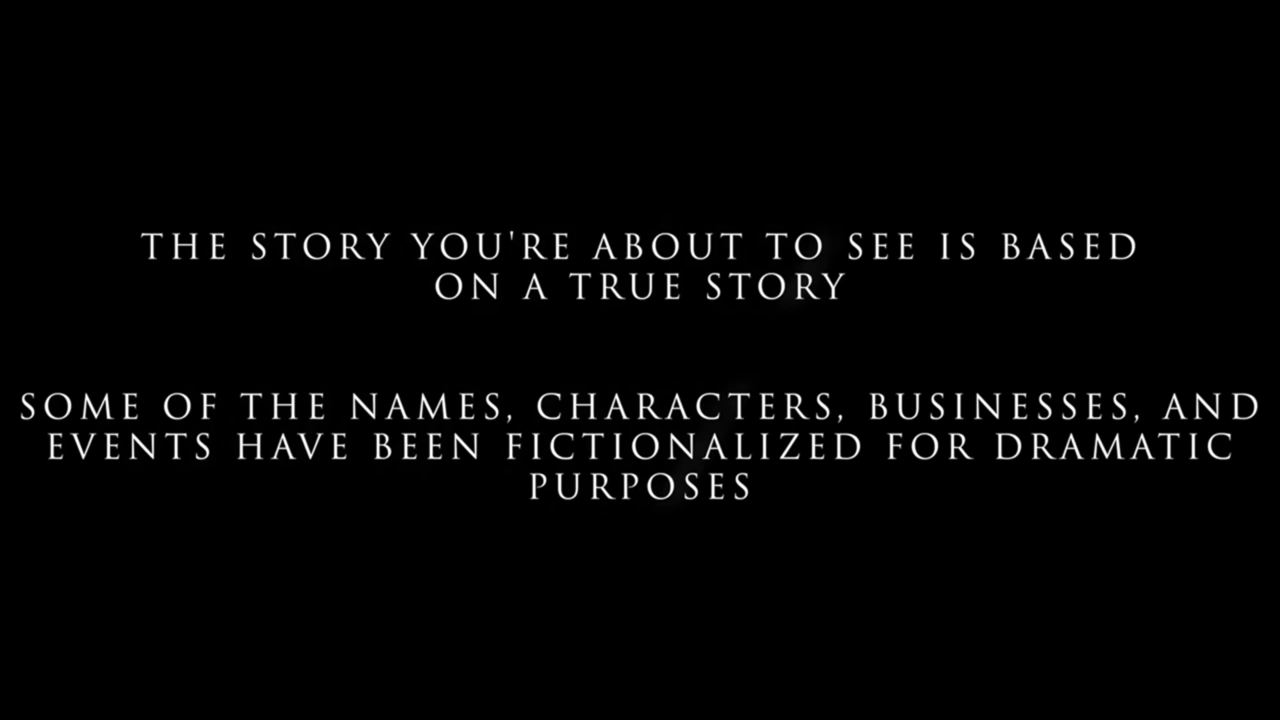 THE STORY YOU'RE ABOUT TO SEE IS BASED
ON A TRUE STORY
SOME OF THE NAMES, CHARACTERS, BUSINESSES, AND
EVENTS HAVE BEEN FICTIONALIZED FOR DRAMATIC
PURPOSES